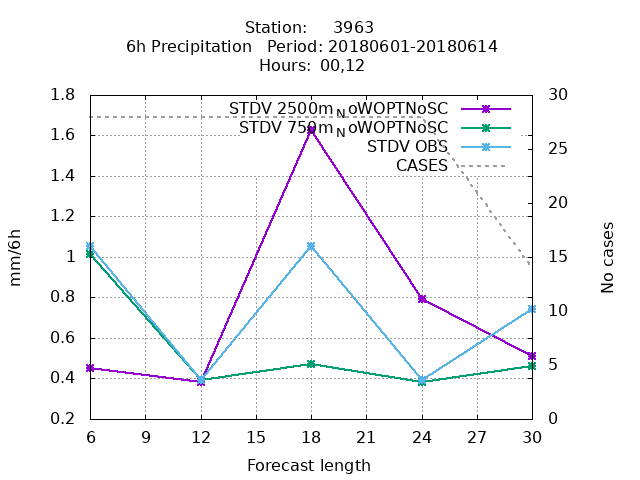 Station: 3963
6h Precipitation Period: 20180601-20180614
Hours: 00,12
STDV 2500m_NoWOPTNoSC
STDV 750m_NoWOPTNoSC
STDV OBS
CASES
1.8
1.6
1.4
1.2
1
0.8
0.6
0.4
0.2
30
25
20
15
10
5
0
mm/6h
No cases
6 9 12 15 18 21 24 27 30
Forecast length